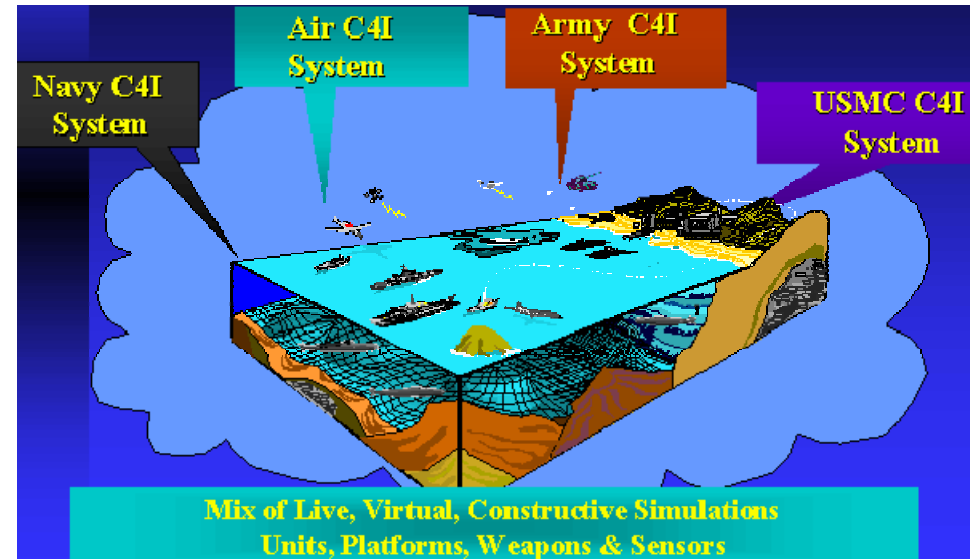 Air C4I
System
Army  C4I
System
Navy C4I
System
USMC C4I
System
Mix of Live, Virtual, Constructive Simulations
Units, Platforms, Weapons & Sensors